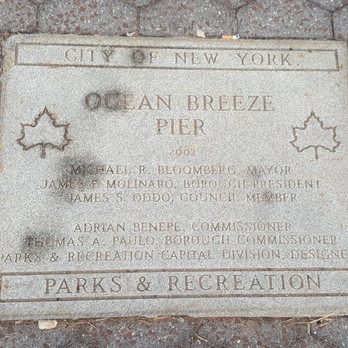 CITY OF NEW YORK
OCEAN BREEZE
PIER
2003
MICHAEL R. BLOOMBERG, MAYOR
JAMES P. MOLINARO, BOROUGH PRESIDENT
JAMES S. ODDO, COUNCIL MEMBER
ADRIAN BENEPE, COMMISSIONER
THOMAS A. PAULO, BOROUGH COMMISSIONER
PARKS & RECREATION CAPITAL DIVISION, DESIGNE
PARKS & RECREATION